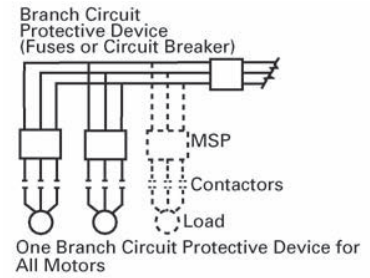 Branch Circuit
Protective Device
(Fuses or Circuit Breaker)
MSP
Contactors
Load
One Branch Circuit Protective Device for
All Motors